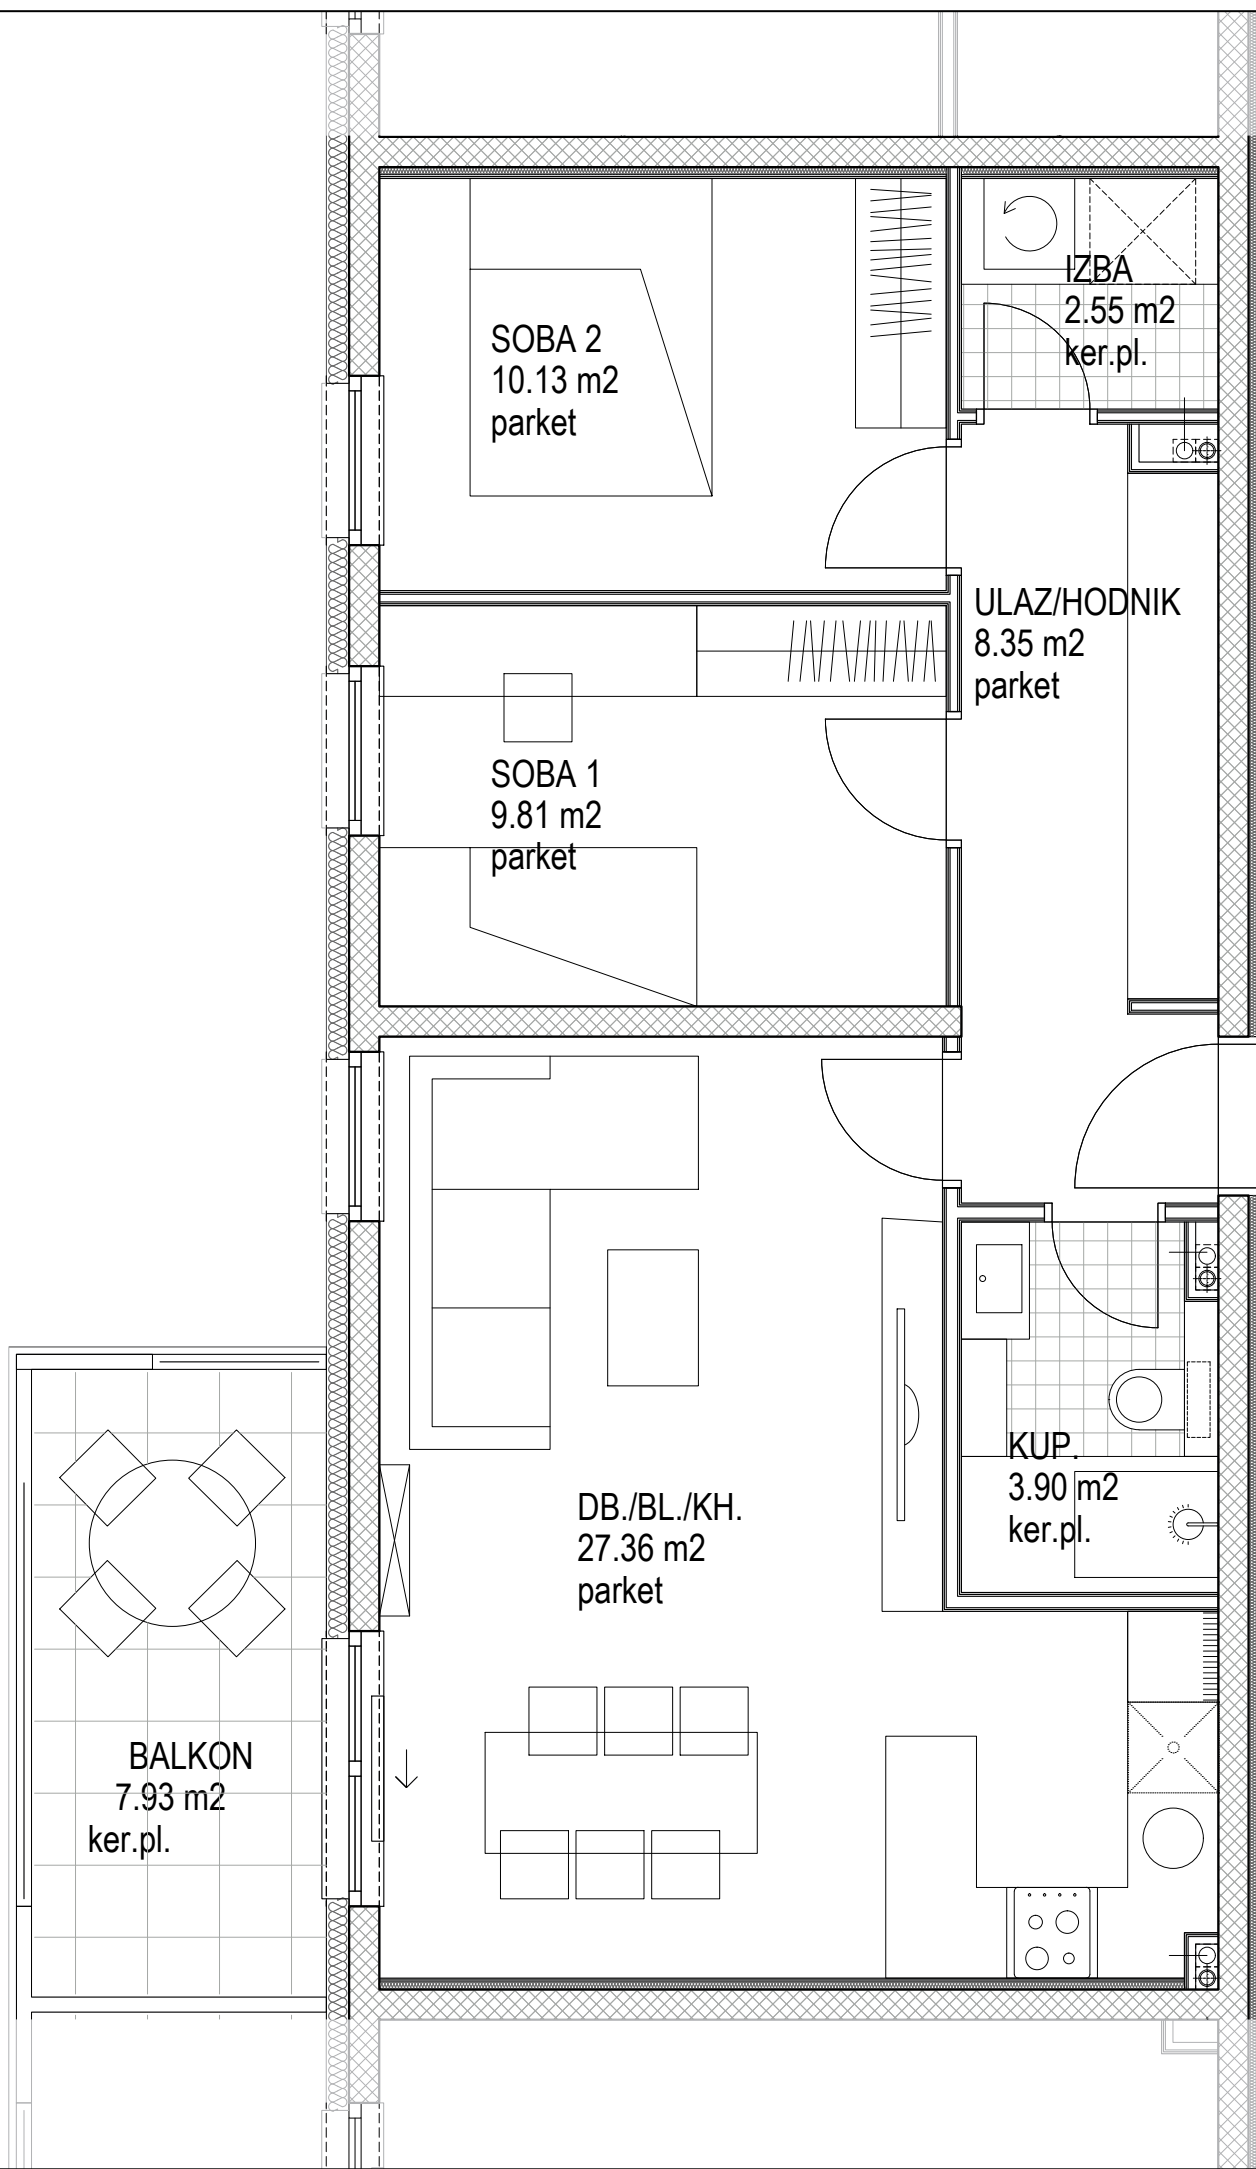 IZBA
2.55 m2
ker.pl.
SOBA 2
10.13 m2
parket
ULAZ/HODNIK
8.35 m2
parket
SOBA 1
9.81 m2
parket
KUP.
3.90 m2
ker.pl.
DB./BL./KH.
27.36 m2
parket
BALKON
7.93 m2
ker.pl.